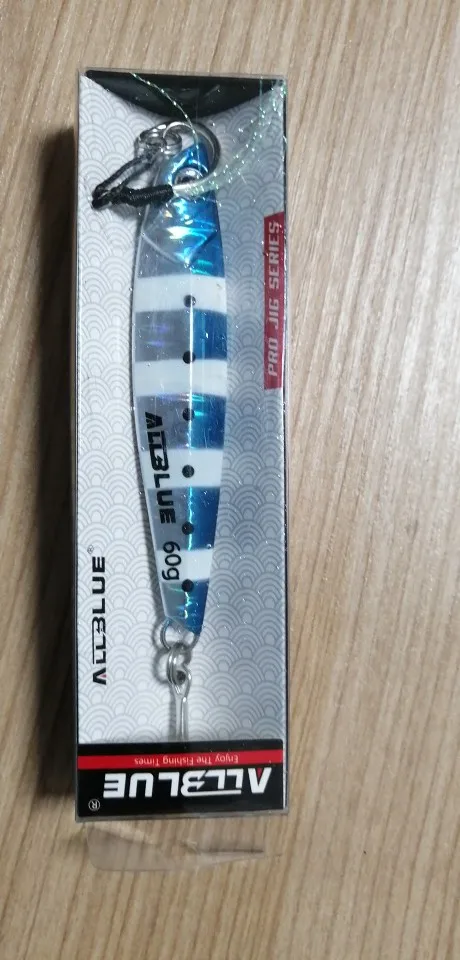 PRO JIG SERIES
ALLBLUE 60g
ALLBLUE®
Enjoy The Fishing Times
ALLBLUE®